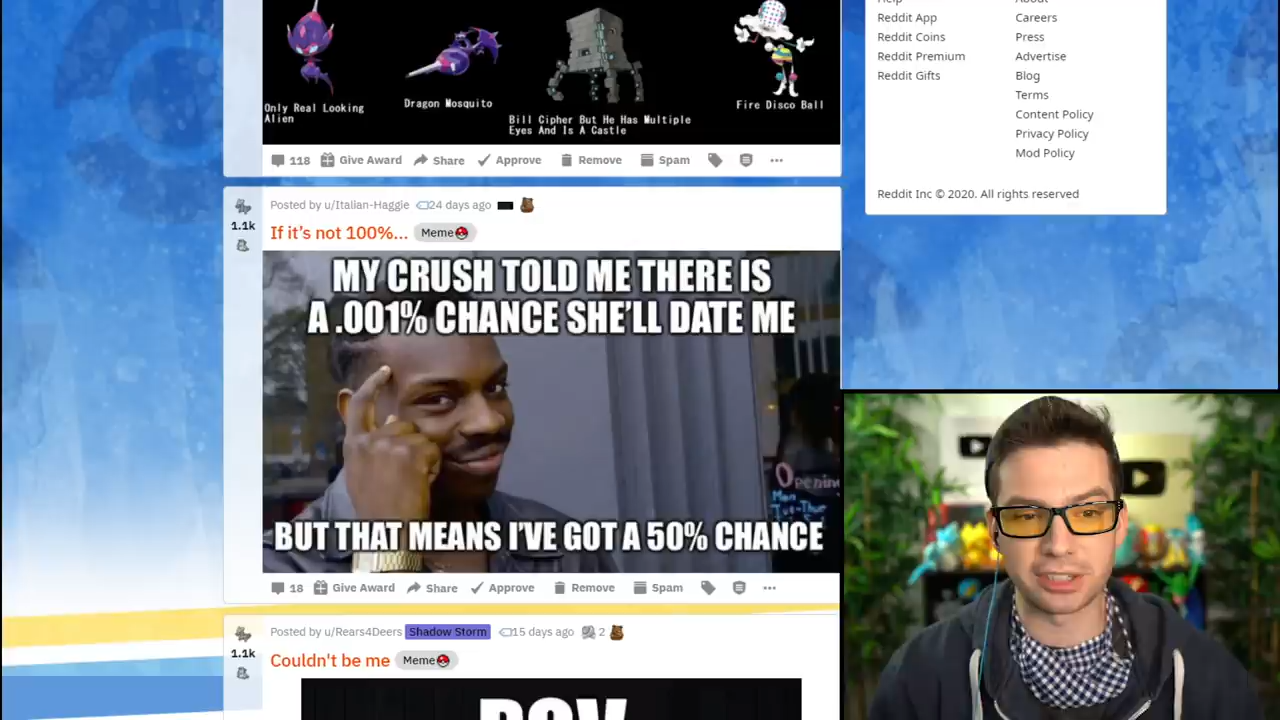 Only Real Looking
Alien
Dragon Mosquito
Bill Cipher But He Has Multiple
Eyes And Is A Castle
Fire Disco Ball
118 Give Award Share Approve Remove Spam
1.1k
Posted by u/Italian-Haggie 24 days ago
If it's not 100%... Meme
MY CRUSH TOLD ME THERE IS
A .001% CHANCE SHE'LL DATE ME
Opening
BUT THAT MEANS I'VE GOT A 50% CHANCE
18 Give Award Share Approve Remove Spam
1.1k
Posted by u/Rears4Deers Shadow Storm 15 days ago 2
Couldn't be me Meme
Help
About
Reddit App
Careers
Reddit Coins
Press
Reddit Premium
Advertise
Reddit Gifts
Blog
Terms
Content Policy
Privacy Policy
Mod Policy
Reddit Inc © 2020. All rights reserved